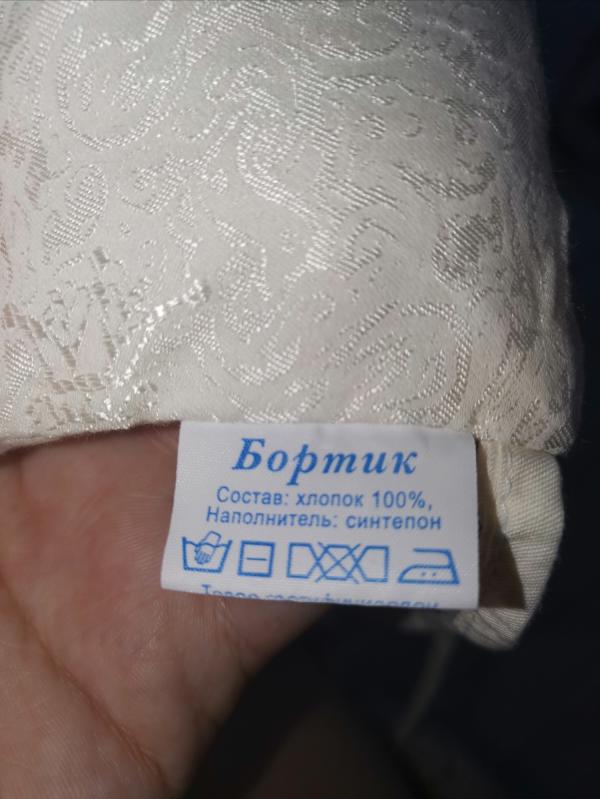 Бортик
Состав: хлопок 100%,
Наполнитель: синтепон